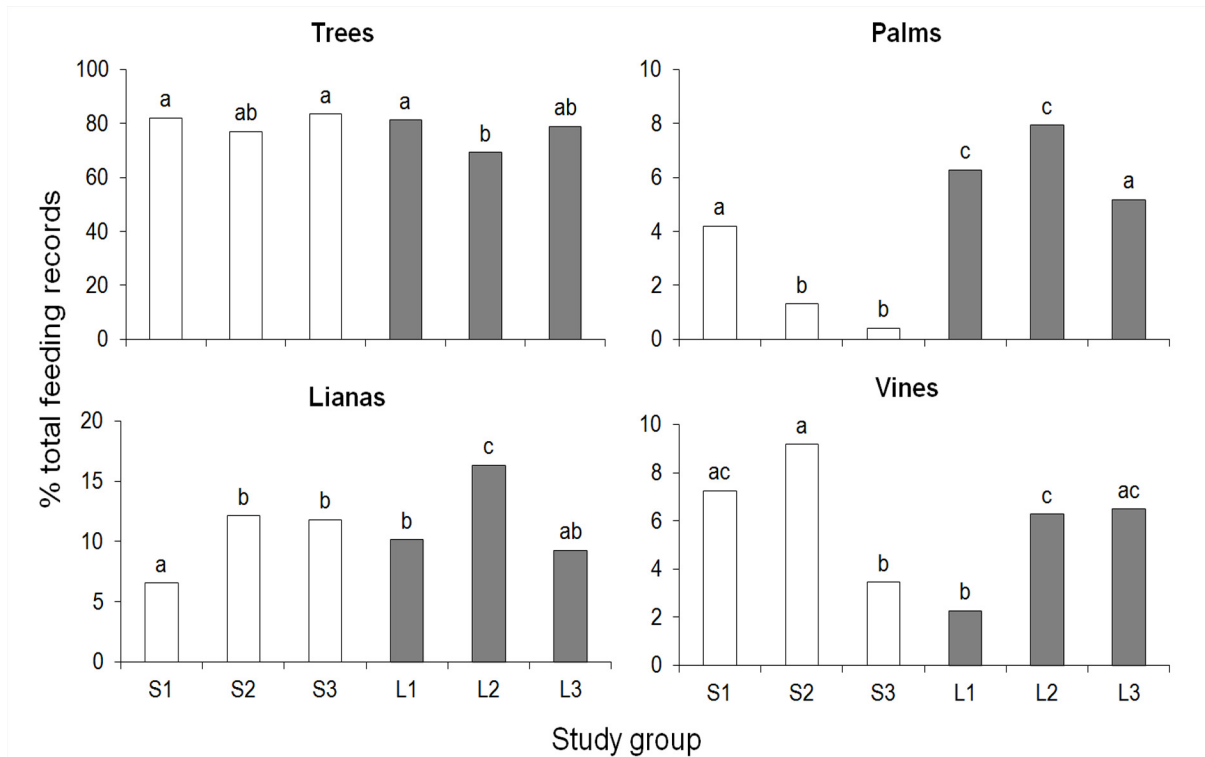 Trees
100
80
60
40
20
0
a
ab
a
a
b
ab
Palms
10
8
6
4
2
0
a
b
b
c
c
a
% total feeding records
Lianas
20
15
10
5
0
a
b
b
b
c
ab
S1 S2 S3 L1 L2 L3
Vines
10
8
6
4
2
0
ac
a
b
b
c
ac
S1 S2 S3 L1 L2 L3
Study group